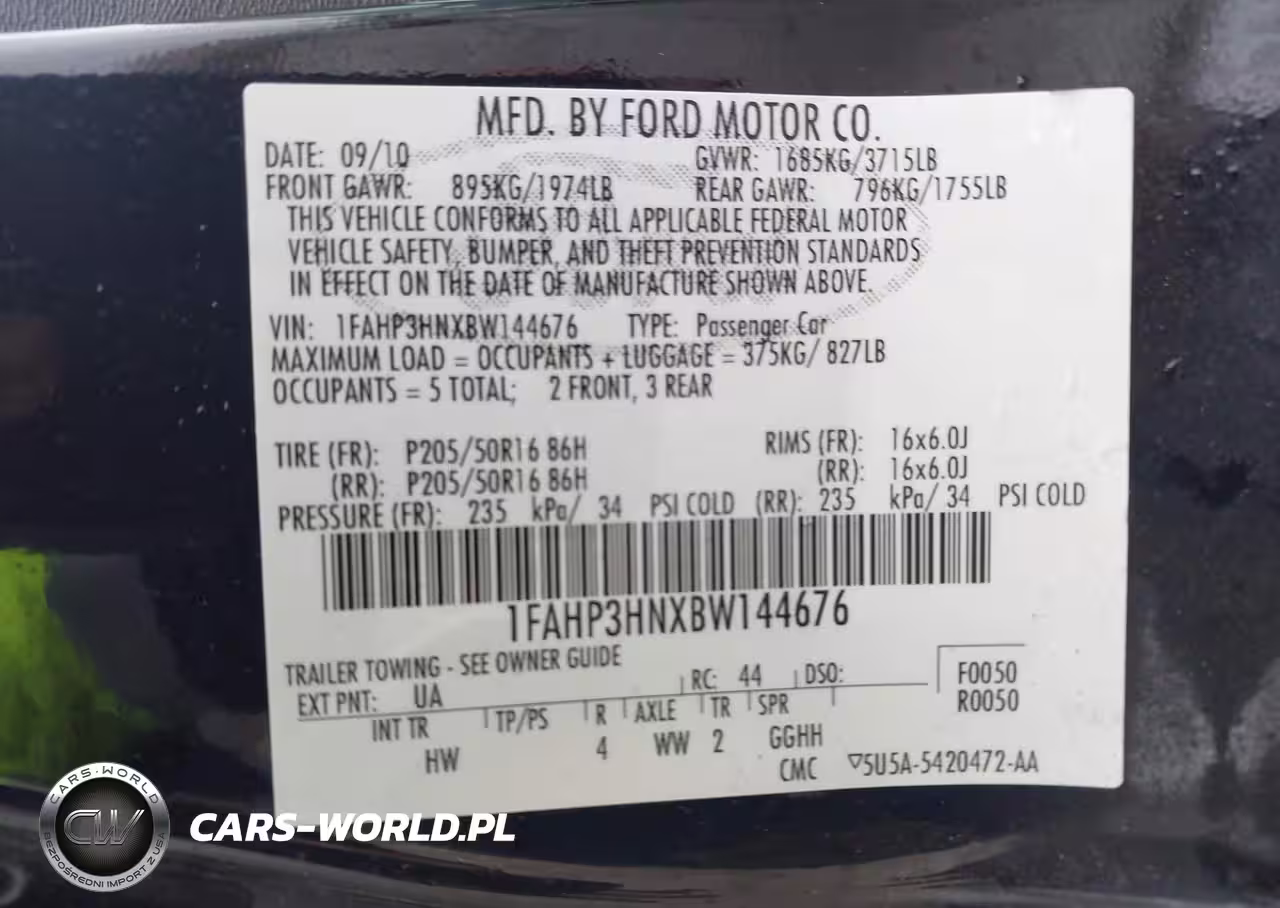 MFD. BY FORD MOTOR CO.
DATE: 09/10 GVWR: 1685KG/3715LB
FRONT GAWR: 895KG/1974LB REAR GAWR: 796KG/1755LB
THIS VEHICLE CONFORMS TO ALL APPLICABLE FEDERAL MOTOR
VEHICLE SAFETY, BUMPER, AND THEFT PREVENTION STANDARDS
IN EFFECT ON THE DATE OF MANUFACTURE SHOWN ABOVE.
VIN: 1FAHP3HNXBW144676 TYPE: Passenger Car
MAXIMUM LOAD = OCCUPANTS + LUGGAGE = 375KG/ 827LB
OCCUPANTS = 5 TOTAL; 2 FRONT, 3 REAR
TIRE (FR): P205/50R16 86H RIMS (FR): 16x6.0J
(RR): P205/50R16 86H (RR): 16x6.0J
PRESSURE (FR): 235 kPa/ 34 PSI COLD (RR): 235 kPa/ 34 PSI COLD
1FAHP3HNXBW144676
TRAILER TOWING - SEE OWNER GUIDE
EXT PNT: UA RC: 44 DSO: F0050
R0050
INT TR TP/PS R AXLE TR SPR
HW 4 WW 2 GGHH
CMC ▽5U5A-5420472-AA
CARS-WORLD
CW
BEZPOŚREDNI IMPORT Z USA
CARS-WORLD.PL